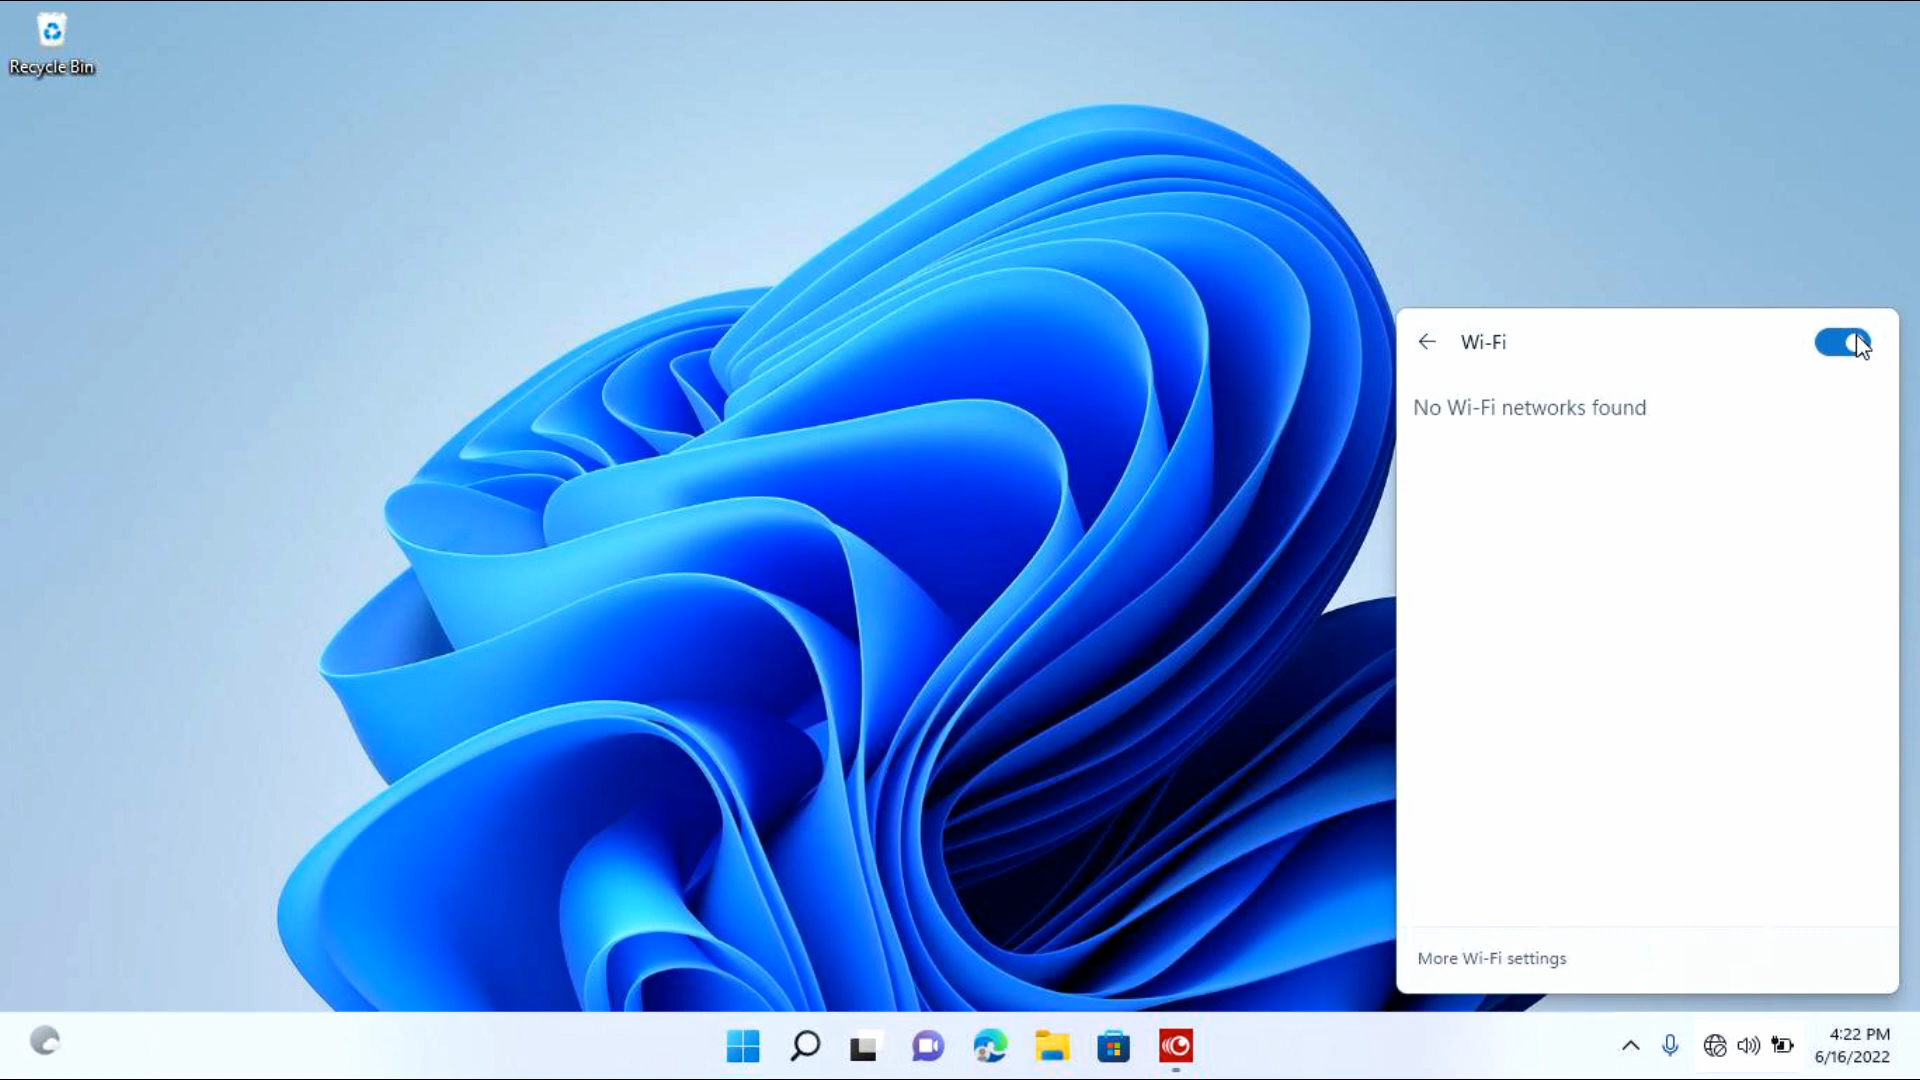 Recycle Bin
Wi-Fi
No Wi-Fi networks found
More Wi-Fi settings
4:22 PM
6/16/2022